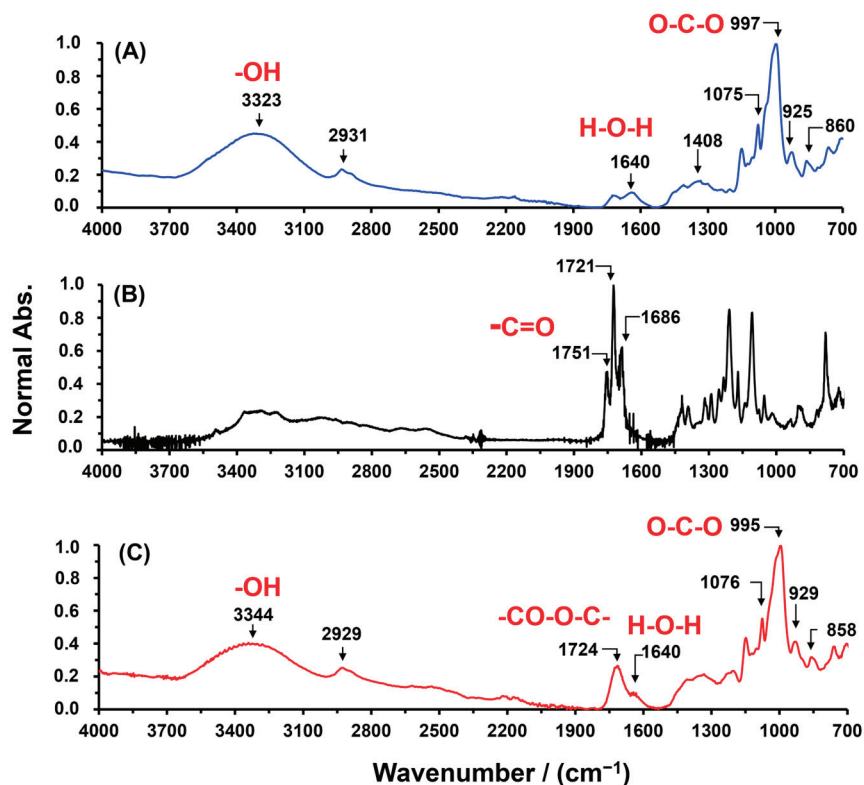 O-C-O 997
(A)
-OH
3323
1075
925
H-O-H
860
2931
1640
1408
1.0
0.8
0.6
0.4
0.2
0.0
4000 3700 3400 3100 2800 2500 2200 1900 1600 1300 1000 700
1721
(B)
-C=O
1686
1751
1.0
0.8
0.6
0.4
0.2
0.0
Normal Abs.
4000 3700 3400 3100 2800 2500 2200 1900 1600 1300 1000 700
O-C-O 995
(C)
-OH
1076
929
3344
-CO-O-C- H-O-H
858
2929
1724
1640
1.0
0.8
0.6
0.4
0.2
0.0
4000 3700 3400 3100 2800 2500 2200 1900 1600 1300 1000 700
Wavenumber / (cm⁻¹)